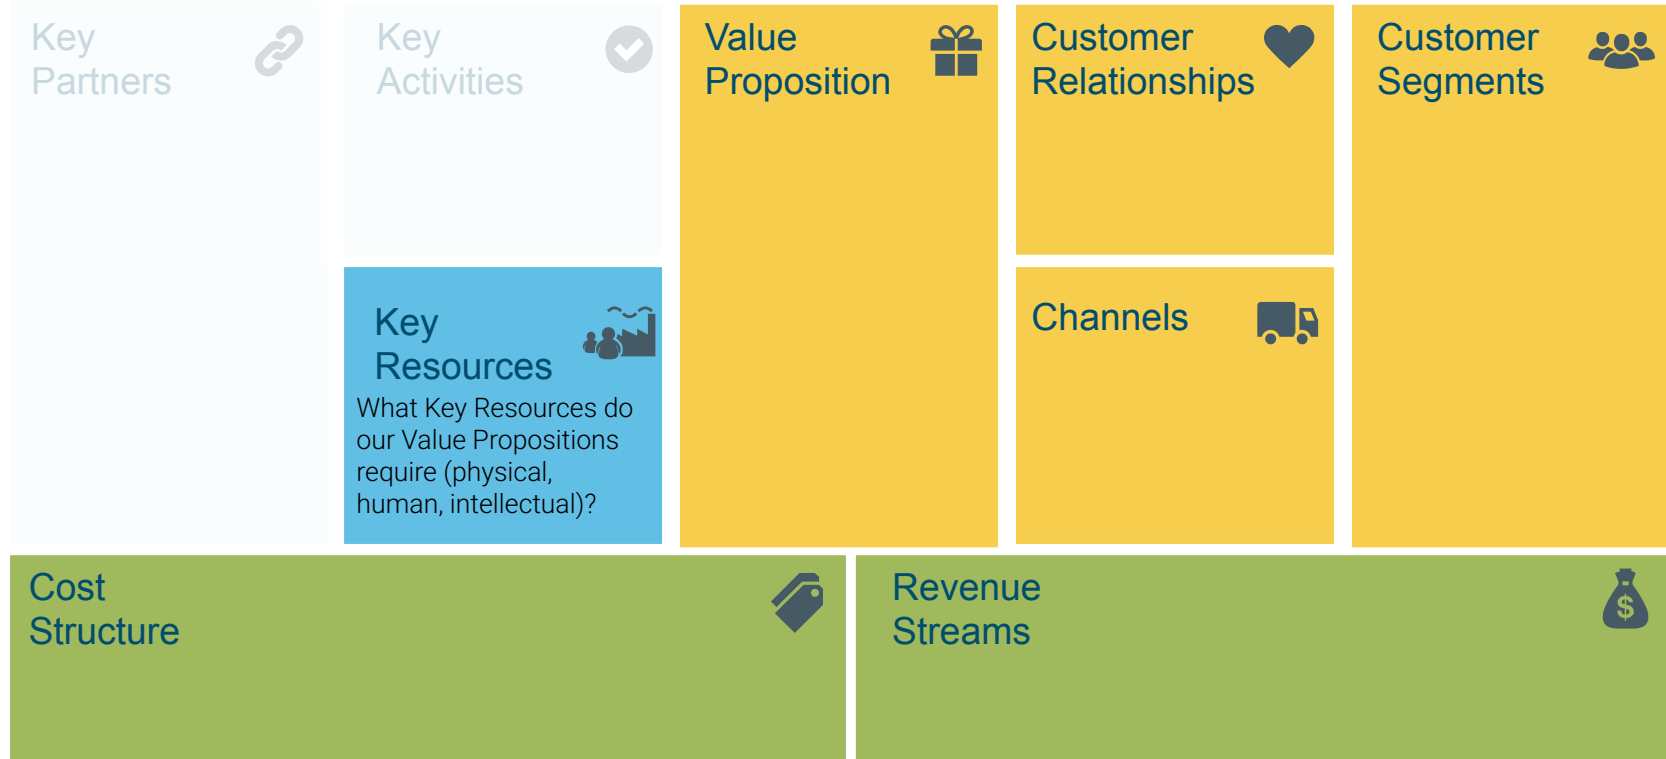 Key
Partners
Key
Activities
Key
Resources
What Key Resources do
our Value Propositions
require (physical,
human, intellectual)?
Value
Proposition
Customer
Relationships
Channels
Customer
Segments
Cost
Structure
Revenue
Streams
$